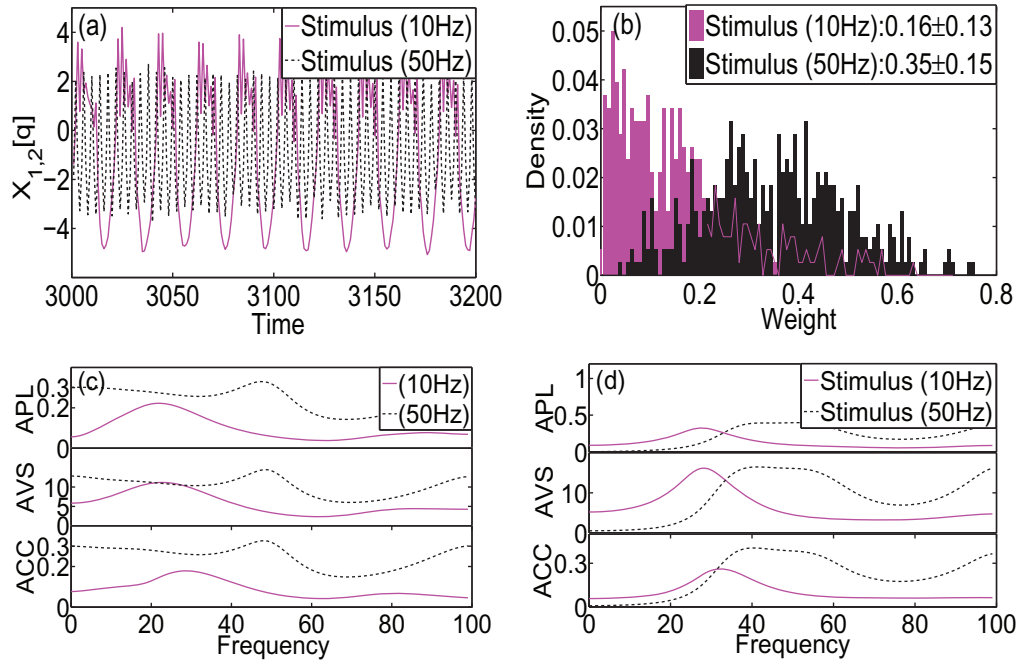 (a)
Stimulus (10Hz)
Stimulus (50Hz)
X1,2[q]
4
2
0
−2
−4
3000 3050 3100 3150 3200
Time
(b)
Stimulus (10Hz):0.16±0.13
Stimulus (50Hz):0.35±0.15
Density
0.05
0.04
0.03
0.02
0.01
0
0 0.2 0.4 0.6 0.8
Weight
(c)
(10Hz)
(50Hz)
APL
0.3
0.2
0
AVS
10
5
0
ACC
0.3
0.2
0
0 20 40 60 80 100
Frequency
(d)
Stimulus (10Hz)
Stimulus (50Hz)
APL
1
0.5
0
AVS
10
0
ACC
0.3
0
0 20 40 60 80 100
Frequency